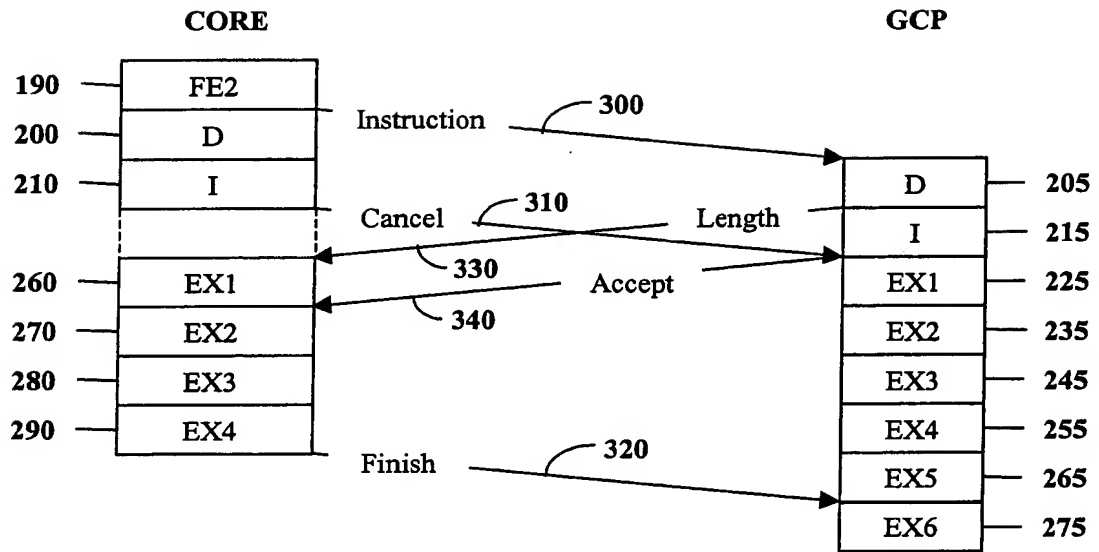 CORE GCP
190 FE2
300
Instruction
200 D
210 I
D 205
310
Cancel Length
I 215
330
260 EX1
Accept
EX1 225
340
270 EX2
EX2 235
280 EX3
EX3 245
290 EX4
EX4 255
320
Finish
EX5 265
EX6 275